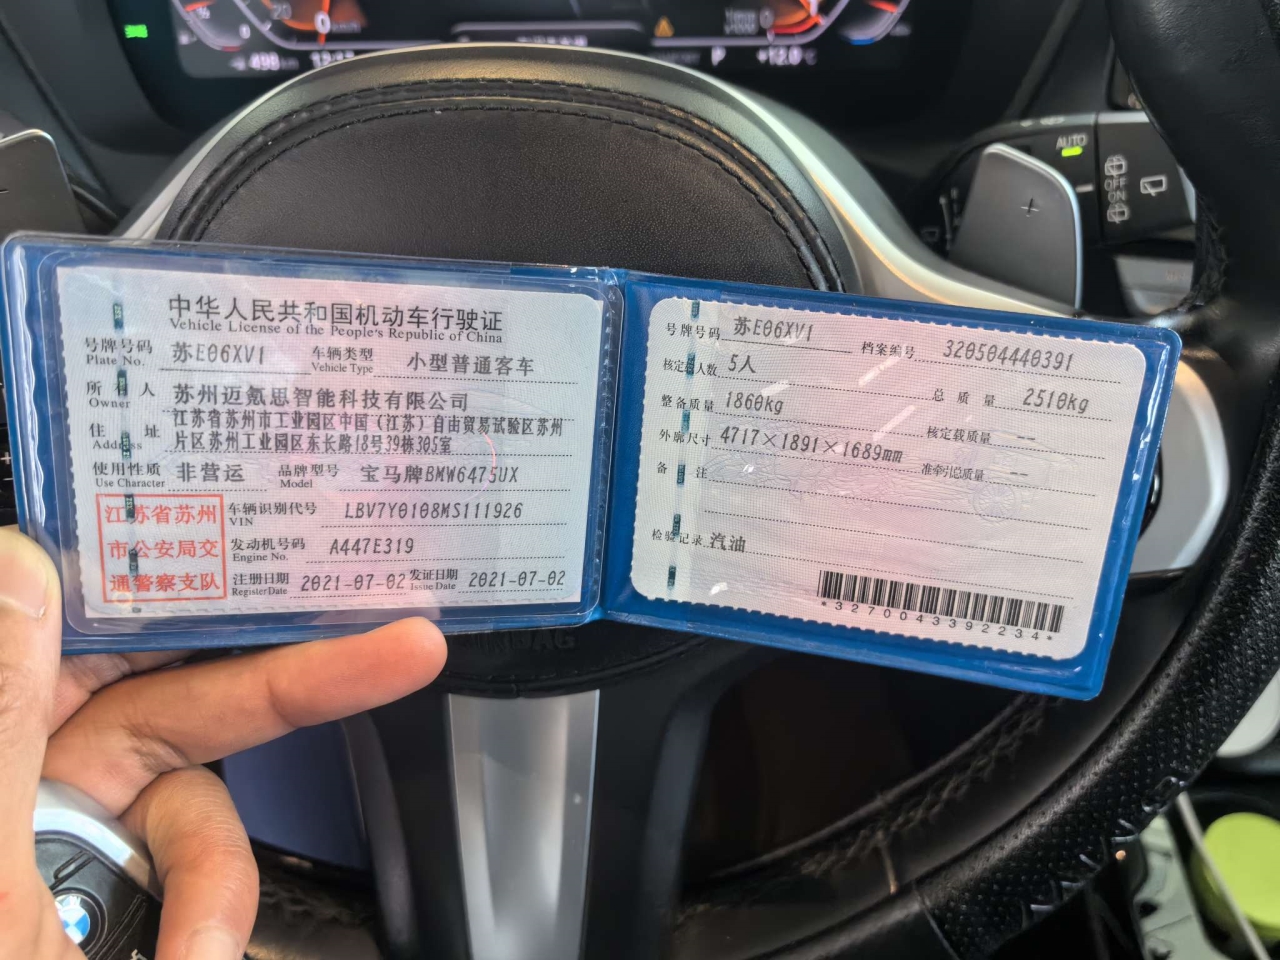 中华人民共和国机动车行驶证
Vehicle License of the People's Republic of China
号牌号码 苏E06XV1 车辆类型 小型普通客车
Plate No. Vehicle Type
所有人 苏州迈氪思智能科技有限公司
Owner
住址 江苏省苏州市工业园区中国（江苏）自由贸易试验区苏州
Address 片区苏州工业园区东长路18号39栋305室
使用性质 非营运 品牌型号 宝马牌BMW6475UX
Use Character Model
江苏省苏州
市公安局交
通警察支队
车辆识别代号 LBV7Y0108MS111926
VIN
发动机号码 A447E319
Engine No.
注册日期 2021-07-02 发证日期 2021-07-02
Register Date Issue Date
号牌号码 苏E06XV1 档案编号 320504440391
核定载人数 5人 总质量 2510kg
整备质量 1860kg 核定载质量 --
外廓尺寸 4717×1891×1689mm 准牵引总质量 --
备注
检验记录 汽油
*3270043392234*
AUTO
OFF
ON
+
P
+12.0°C